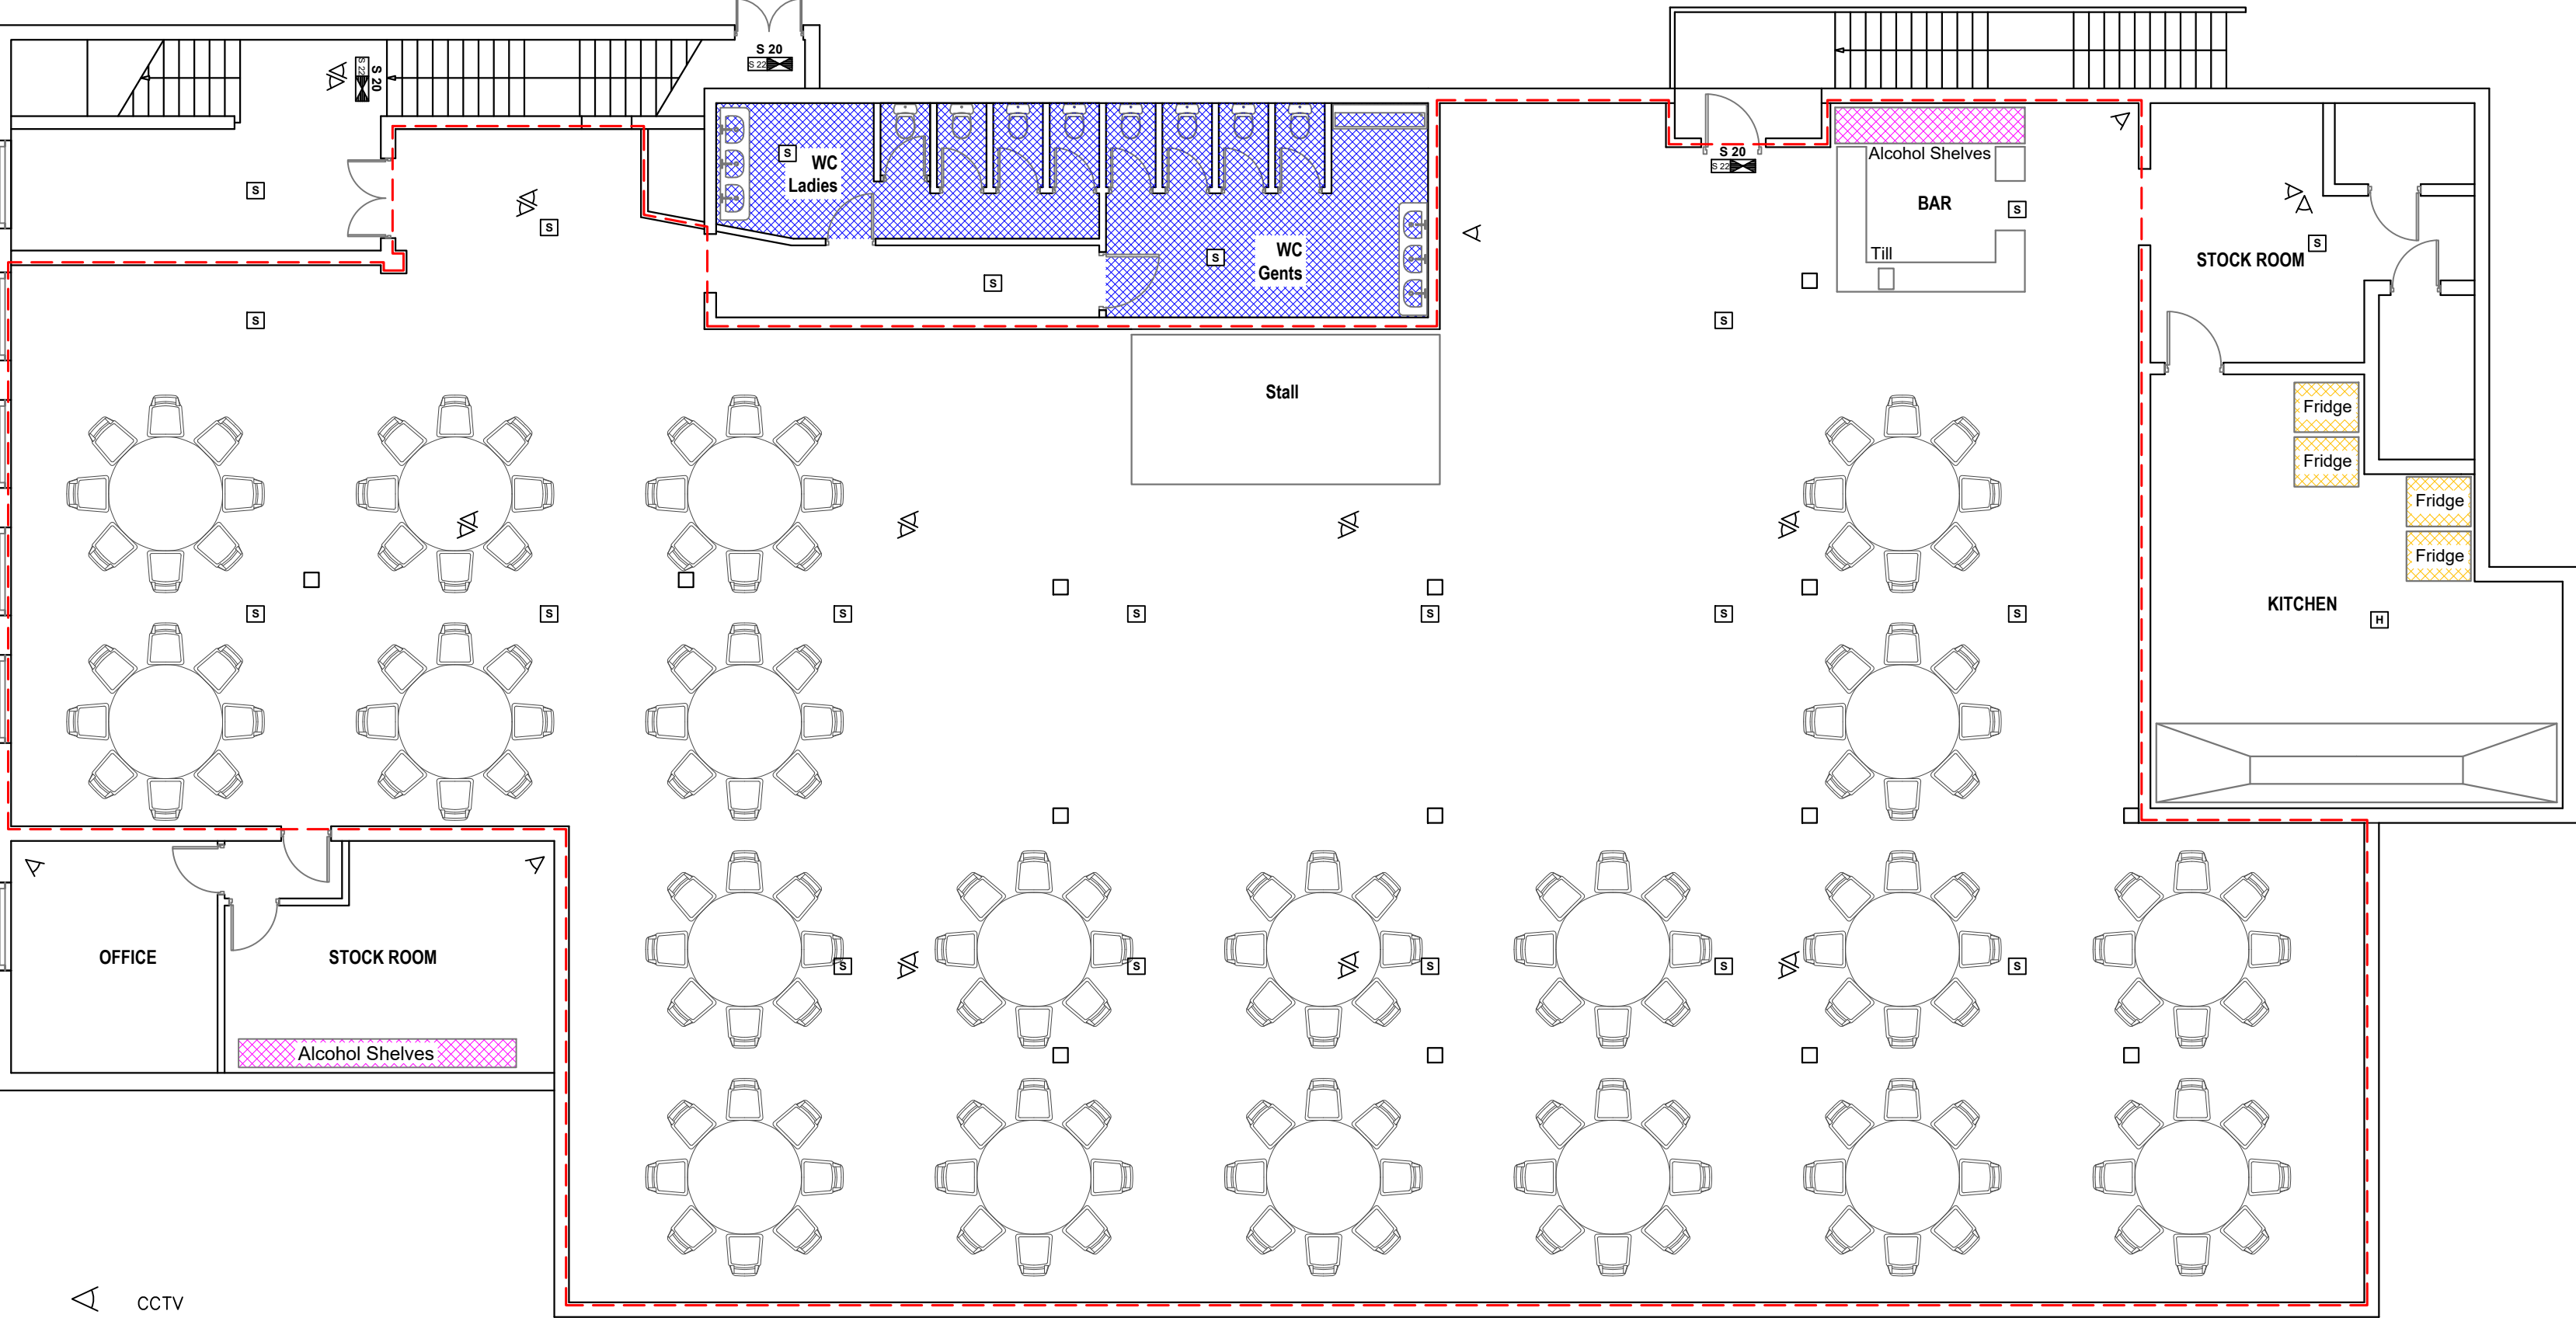 S 20
S 22
S 20
S 22
S
WC
Ladies
S
S
S
WC
Gents
S
S 20
S 22
Alcohol Shelves
BAR
S
Till
S
STOCK ROOM
S
S
Stall
Fridge
Fridge
Fridge
Fridge
KITCHEN
H
S
S
S
S
S
S
S
OFFICE
STOCK ROOM
Alcohol Shelves
S
S
S
S
S
CCTV